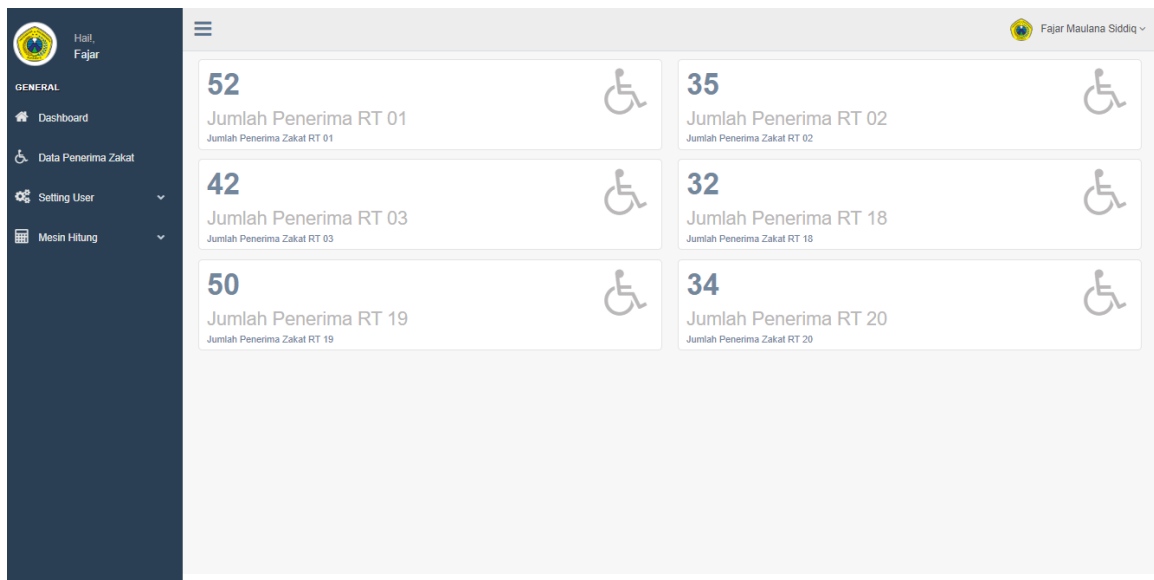 Hai!,
Fajar
GENERAL
Dashboard
Data Penerima Zakat
Setting User
Mesin Hitung
Fajar Maulana Siddiq
52
Jumlah Penerima RT 01
Jumlah Penerima Zakat RT 01
35
Jumlah Penerima RT 02
Jumlah Penerima Zakat RT 02
42
Jumlah Penerima RT 03
Jumlah Penerima Zakat RT 03
32
Jumlah Penerima RT 18
Jumlah Penerima Zakat RT 18
50
Jumlah Penerima RT 19
Jumlah Penerima Zakat RT 19
34
Jumlah Penerima RT 20
Jumlah Penerima Zakat RT 20